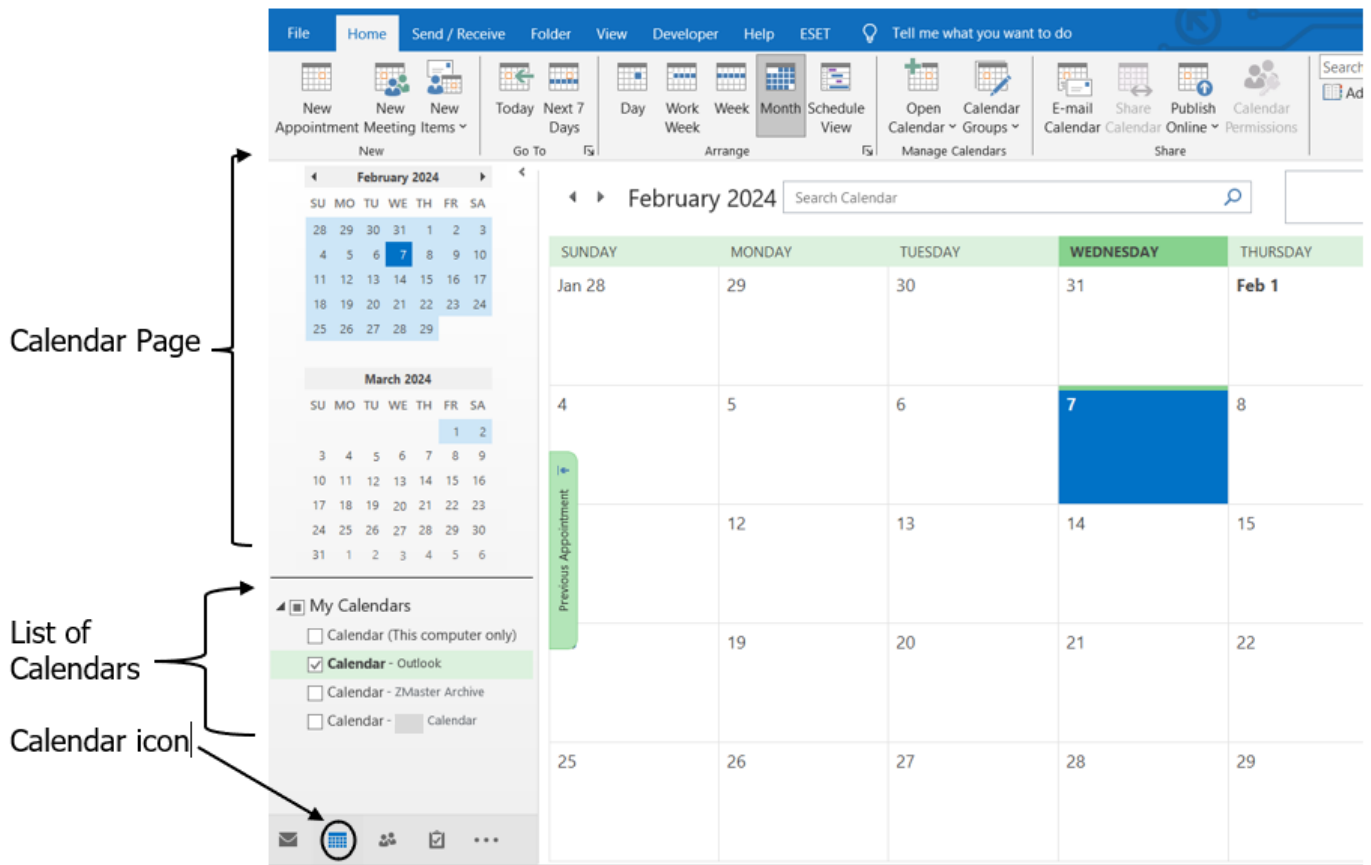 File Home Send / Receive Folder View Developer Help ESET Tell me what you want to do
New Appointment
New Meeting
New Items
Today
Next 7 Days
Day
Work Week
Week
Month
Schedule View
Open Calendar
Calendar Groups
E-mail Calendar
Share Calendar
Publish Online
Calendar Permissions
Search
Ad
New Go To Arrange Manage Calendars Share
February 2024
SU MO TU WE TH FR SA
28 29 30 31 1 2 3
4 5 6 7 8 9 10
11 12 13 14 15 16 17
18 19 20 21 22 23 24
25 26 27 28 29
March 2024
SU MO TU WE TH FR SA
1 2
3 4 5 6 7 8 9
10 11 12 13 14 15 16
17 18 19 20 21 22 23
24 25 26 27 28 29 30
31 1 2 3 4 5 6
Calendar Page
My Calendars
Calendar (This computer only)
Calendar - Outlook
Calendar - ZMaster Archive
Calendar - Calendar
List of
Calendars
Calendar icon
February 2024 Search Calendar
SUNDAY MONDAY TUESDAY WEDNESDAY THURSDAY
Jan 28 29 30 31 Feb 1
4 5 6 7 8
Previous Appointment
12 13 14 15
19 20 21 22
25 26 27 28 29